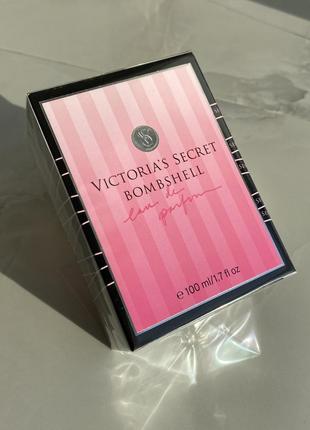 VS
VICTORIA'S SECRET
BOMBSHELL
eau de
parfum
e 100 ml/1.7 fl oz